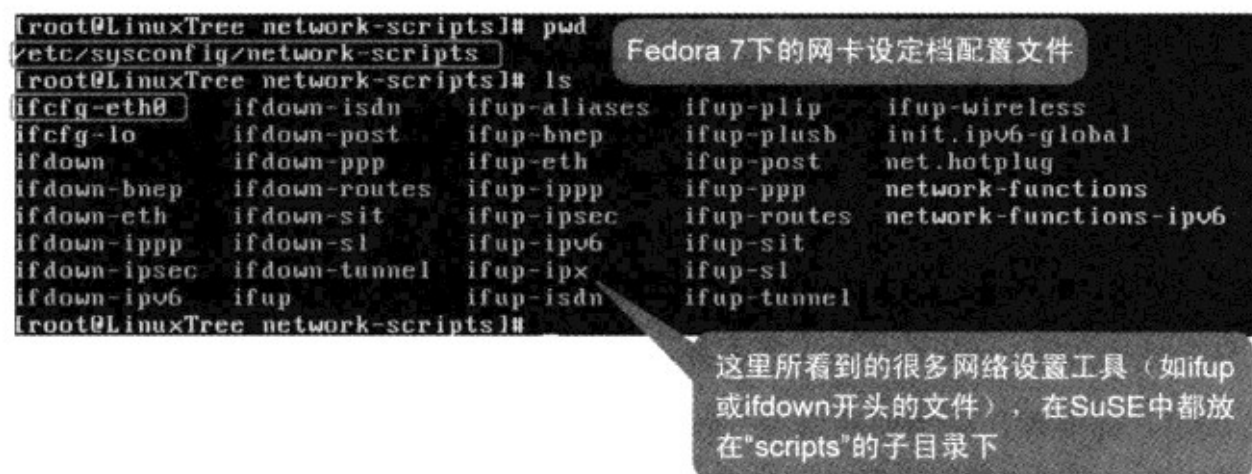 [root@LinuxTree network-scripts]# pwd
/etc/sysconfig/network-scripts
Fedora 7下的网卡设定档配置文件
[root@LinuxTree network-scripts]# ls
ifcfg-eth0 ifdown-isdn ifup-aliases ifup-plip ifup-wireless
ifcfg-lo ifdown-post ifup-bnep ifup-plusb init.ipv6-global
ifdown ifdown-ppp ifup-eth ifup-post net.hotplug
ifdown-bnep ifdown-routes ifup-ippp ifup-ppp network-functions
ifdown-eth ifdown-sit ifup-ipsec ifup-routes network-functions-ipv6
ifdown-ippp ifdown-sl ifup-ipv6 ifup-sit
ifdown-ipsec ifdown-tunnel ifup-ipx ifup-sl
ifdown-ipv6 ifup ifup-isdn ifup-tunnel
[root@LinuxTree network-scripts]#
这里所看到的很多网络设置工具（如ifup
或ifdown开头的文件），在SuSE中都放
在“scripts”的子目录下